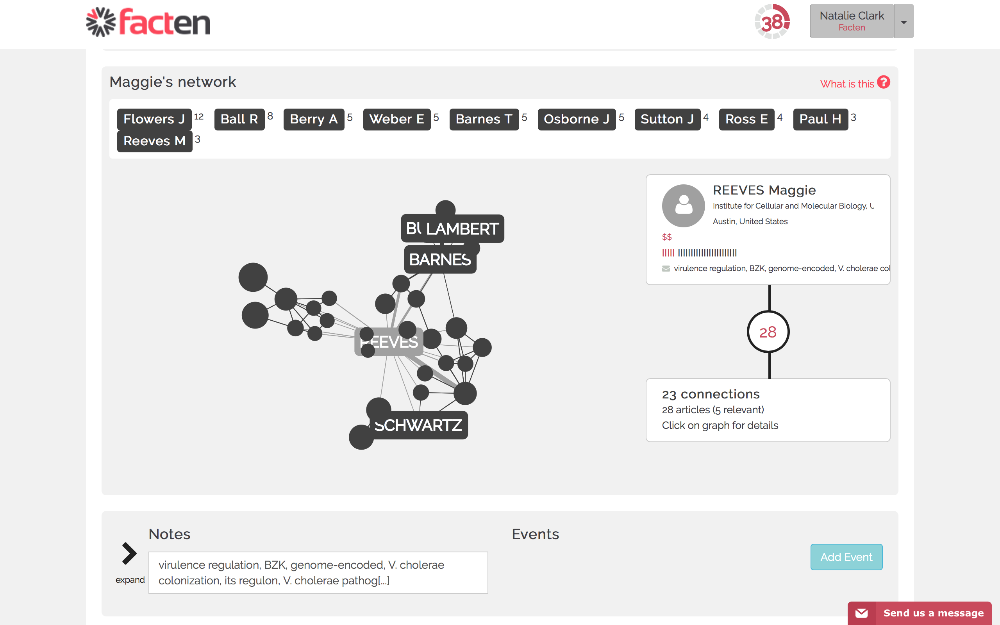 facten
38
Natalie Clark
Facten
Maggie's network
What is this ?
Flowers J 12 Ball R 8 Berry A 5 Weber E 5 Barnes T 5 Osborne J 5 Sutton J 4 Ross E 4 Paul H 3
Reeves M 3
LAMBERT
BARNES
REEVES
SCHWARTZ
REEVES Maggie
Institute for Cellular and Molecular Biology, U
Austin, United States
$$
virulence regulation, BZK, genome-encoded, V. cholerae col
28
23 connections
28 articles (5 relevant)
Click on graph for details
Notes
virulence regulation, BZK, genome-encoded, V. cholerae
colonization, its regulon, V. cholerae pathog[...]
expand
Events
Add Event
Send us a message